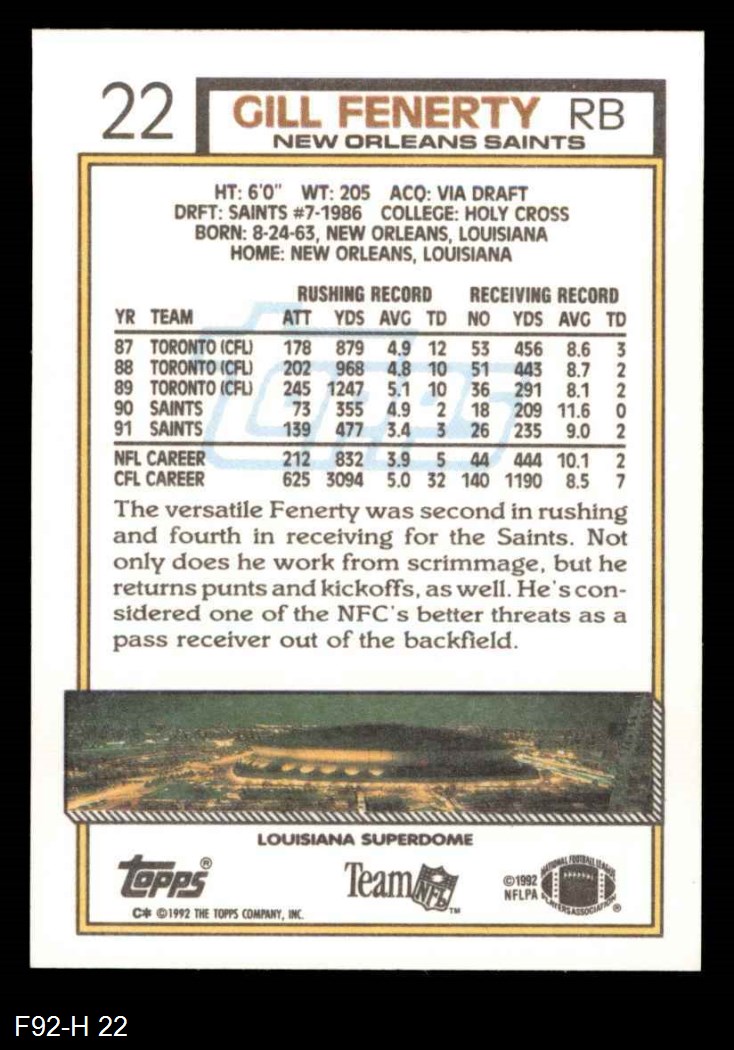 22 GILL FENERTY RB
NEW ORLEANS SAINTS
HT: 6'0" WT: 205 ACQ: VIA DRAFT
DRFT: SAINTS #7-1986 COLLEGE: HOLY CROSS
BORN: 8-24-63, NEW ORLEANS, LOUISIANA
HOME: NEW ORLEANS, LOUISIANA
RUSHING RECORD RECEIVING RECORD
YR TEAM ATT YDS AVG TD NO YDS AVG TD
87 TORONTO (CFL) 178 879 4.9 12 53 456 8.6 3
88 TORONTO (CFL) 202 968 4.8 10 51 443 8.7 2
89 TORONTO (CFL) 245 1247 5.1 10 36 291 8.1 2
90 SAINTS 73 355 4.9 2 18 209 11.6 0
91 SAINTS 139 477 3.4 3 26 235 9.0 2
NFL CAREER 212 832 3.9 5 44 444 10.1 2
CFL CAREER 625 3094 5.0 32 140 1190 8.5 7
Topps
The versatile Fenerty was second in rushing
and fourth in receiving for the Saints. Not
only does he work from scrimmage, but he
returns punts and kickoffs, as well. He's con-
sidered one of the NFC's better threats as a
pass receiver out of the backfield.
LOUISIANA SUPERDOME
Topps®
C* ©1992 THE TOPPS COMPANY, INC.
Team NFL™
©1992
NFLPA
NATIONAL FOOTBALL LEAGUE
PLAYERS ASSOCIATION®
F92-H 22